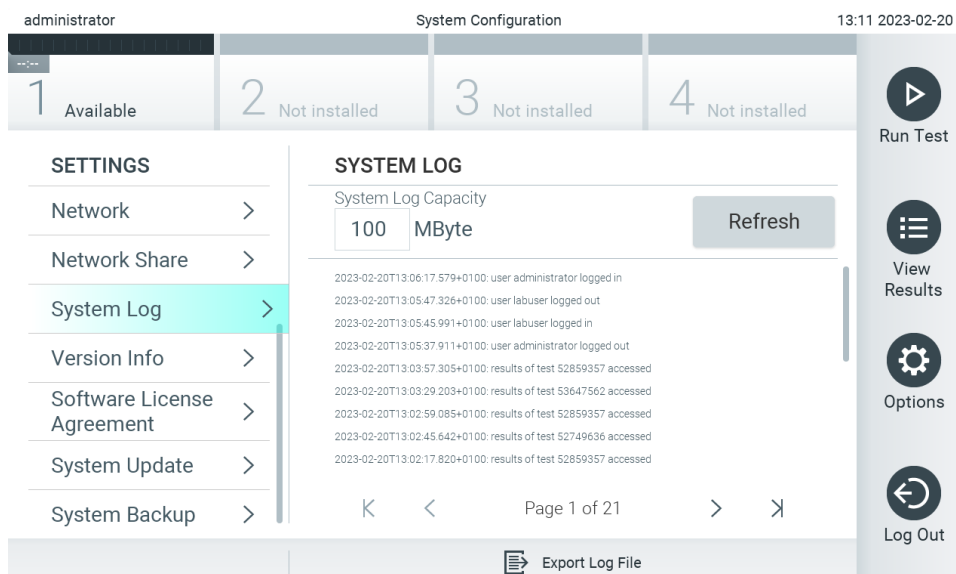 administrator
System Configuration
13:11 2023-02-20
--:--
1 Available
2 Not installed
3 Not installed
4 Not installed
Run Test
SETTINGS
Network
Network Share
System Log
Version Info
Software License
Agreement
System Update
System Backup
SYSTEM LOG
System Log Capacity
100 MByte
Refresh
2023-02-20T13:06:17.579+0100: user administrator logged in
2023-02-20T13:05:47.326+0100: user labuser logged out
2023-02-20T13:05:45.991+0100: user labuser logged in
2023-02-20T13:05:37.911+0100: user administrator logged out
2023-02-20T13:03:57.305+0100: results of test 52859357 accessed
2023-02-20T13:03:29.203+0100: results of test 53647562 accessed
2023-02-20T13:02:59.085+0100: results of test 52859357 accessed
2023-02-20T13:02:45.642+0100: results of test 52749636 accessed
2023-02-20T13:02:17.820+0100: results of test 52859357 accessed
Page 1 of 21
Export Log File
View
Results
Options
Log Out